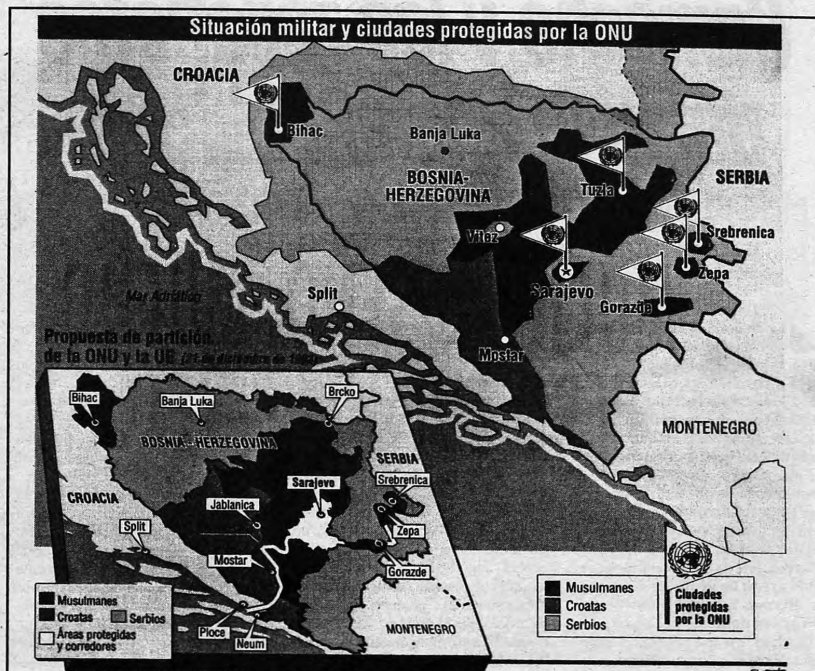 Situación militar y ciudades protegidas por la ONU
CROACIA
Bihac
Banja Luka
BOSNIA-
HERZEGOVINA
Tuzla
SERBIA
Vitez
Srebrenica
Zepa
Sarajevo
Gorazde
Split
Mar Adriático
Mostar
MONTENEGRO
Propuesta de partición
de la ONU y la UE
Bihac
Banja Luka
Brcko
BOSNIA-HERZEGOVINA
SERBIA
Srebrenica
Sarajevo
CROACIA
Jablanica
Zepa
Split
Mostar
Gorazde
Ploce
Neum
MONTENEGRO
Musulmanes
Croatas
Serbios
Áreas protegidas
y corredores
Musulmanes
Croatas
Serbios
Ciudades
protegidas
por la ONU